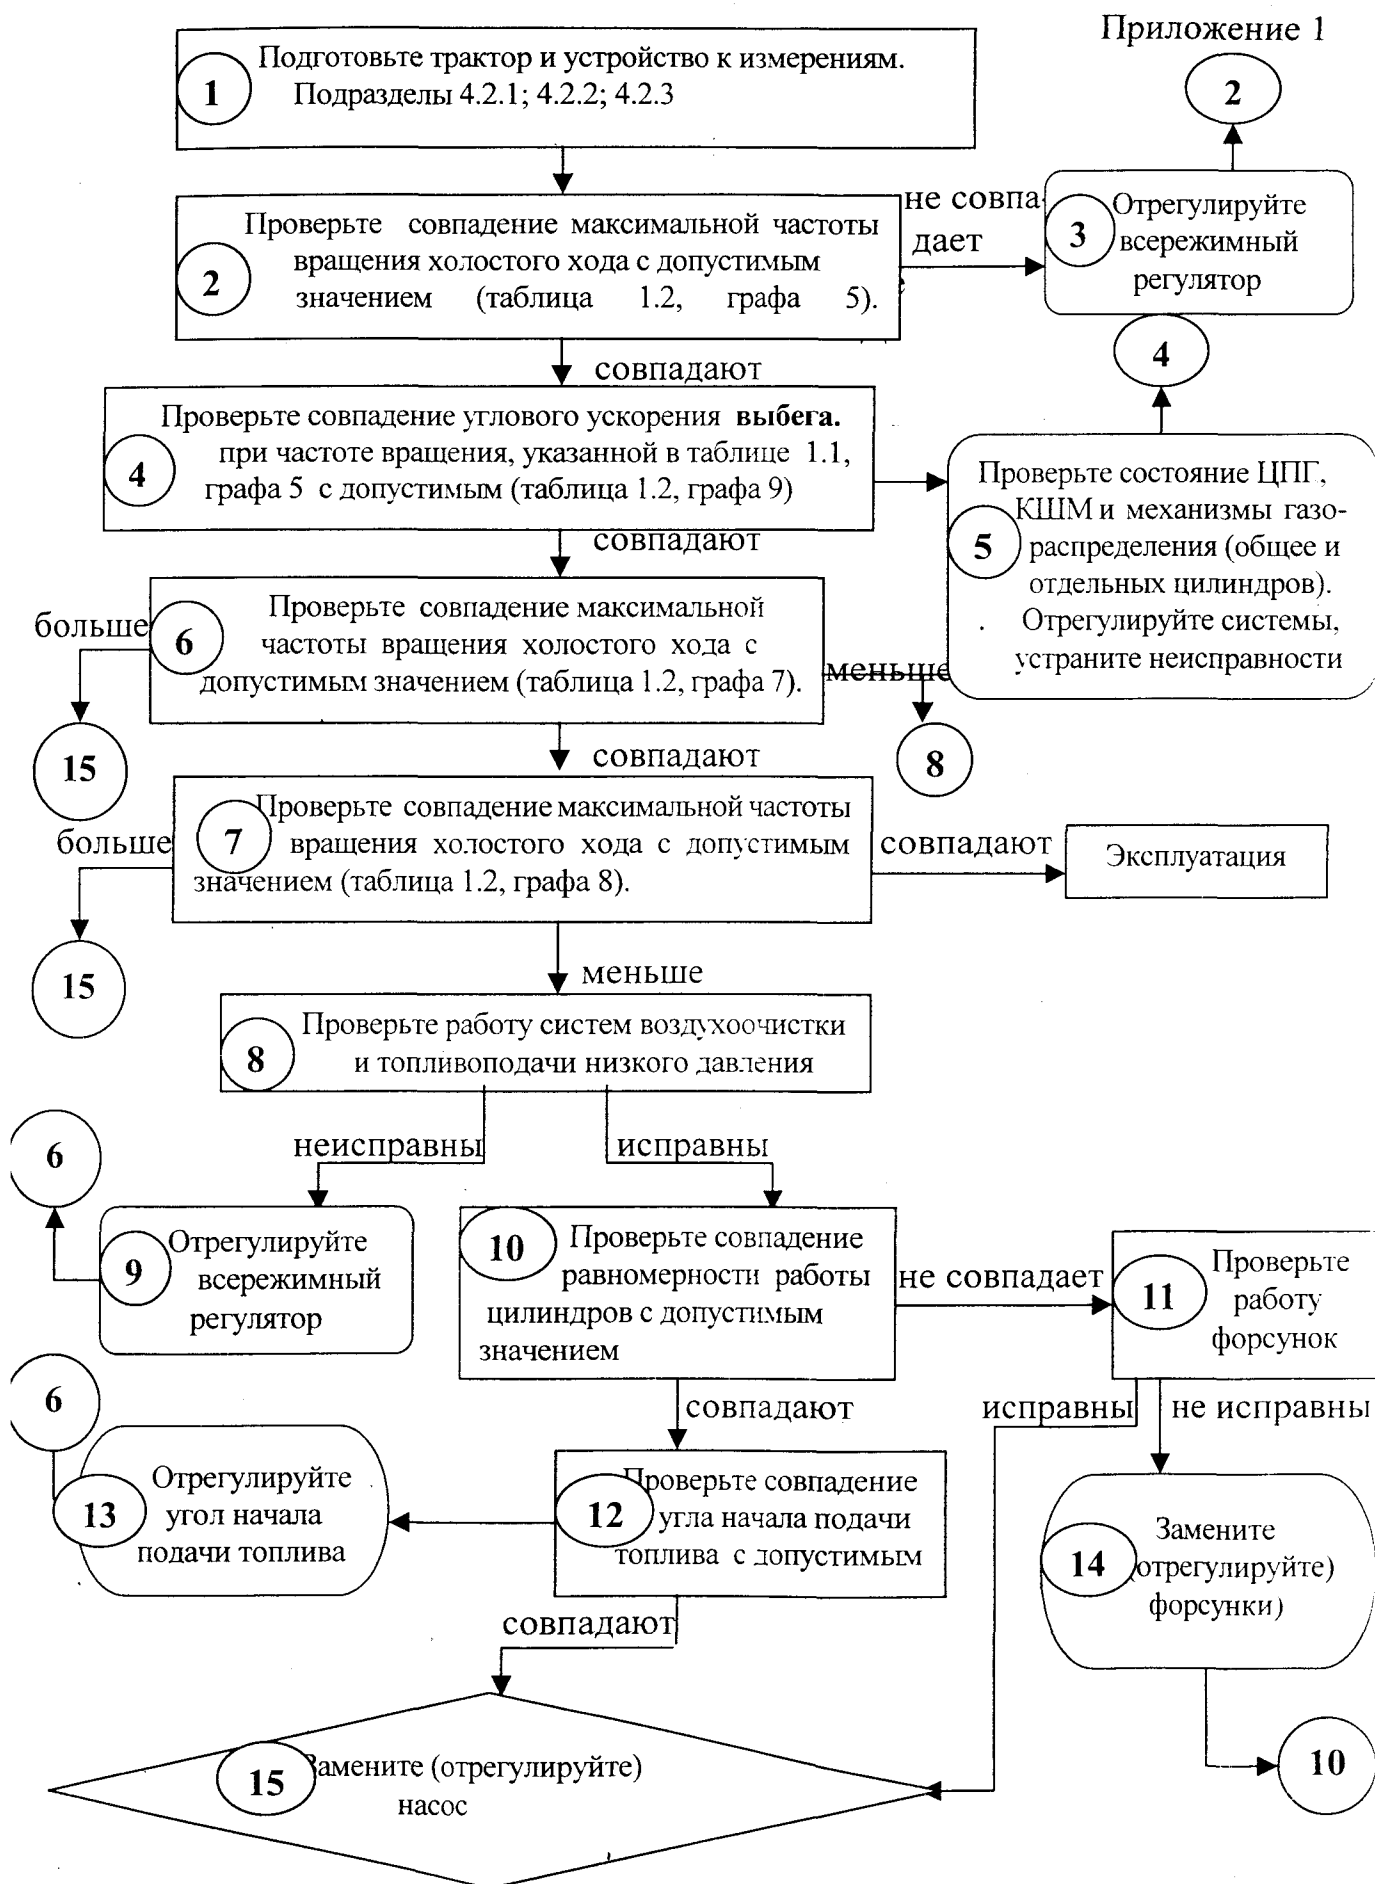 Приложение 1
1
Подготовьте трактор и устройство к измерениям.
Подразделы 4.2.1; 4.2.2; 4.2.3
2
2
Проверьте совпадение максимальной частоты
вращения холостого хода с допустимым
значением (таблица 1.2, графа 5).
не совпа-
дает
3
Отрегулируйте
всережимный
регулятор
совпадают
4
4
Проверьте совпадение углового ускорения выбега.
при частоте вращения, указанной в таблице 1.1,
графа 5 с допустимым (таблица 1.2, графа 9)
5
Проверьте состояние ЦПГ,
КШМ и механизмы газо-
распределения (общее и
отдельных цилиндров).
Отрегулируйте системы,
устраните неисправности
совпадают
6
Проверьте совпадение максимальной
частоты вращения холостого хода с
допустимым значением (таблица 1.2, графа 7).
больше
15
меньше
8
совпадают
7
Проверьте совпадение максимальной частоты
вращения холостого хода с допустимым
значением (таблица 1.2, графа 8).
больше
15
совпадают
Эксплуатация
меньше
8
Проверьте работу систем воздухоочистки
и топливоподачи низкого давления
неисправны
исправны
6
9
Отрегулируйте
всережимный
регулятор
10
Проверьте совпадение
равномерности работы
цилиндров с допустимым
значением
не совпадает
11
Проверьте
работу
форсунок
6
совпадают
исправны
не исправны
13
Отрегулируйте
угол начала
подачи топлива
12
Проверьте совпадение
угла начала подачи
топлива с допустимым
14
Замените
(отрегулируйте)
форсунки)
совпадают
15
Замените (отрегулируйте)
насос
10